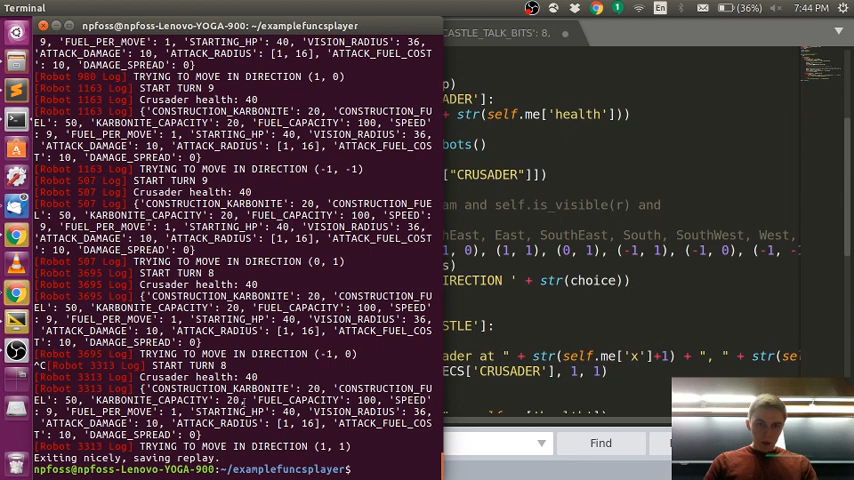 Terminal
En
(36%)
7:44 PM
npfoss@npfoss-Lenovo-YOGA-900: ~/examplefuncsplayer
9, 'FUEL_PER_MOVE': 1, 'STARTING_HP': 40, 'VISION_RADIUS': 36,
'ATTACK_DAMAGE': 10, 'ATTACK_RADIUS': [1, 16], 'ATTACK_FUEL_COST
': 10, 'DAMAGE_SPREAD': 0}
[Robot 980 Log] TRYING TO MOVE IN DIRECTION (1, 0)
[Robot 1163 Log] START TURN 9
[Robot 1163 Log] Crusader health: 40
[Robot 1163 Log] {'CONSTRUCTION_KARBONITE': 20, 'CONSTRUCTION_FU
EL': 50, 'KARBONITE_CAPACITY': 20, 'FUEL_CAPACITY': 100, 'SPEED'
: 9, 'FUEL_PER_MOVE': 1, 'STARTING_HP': 40, 'VISION_RADIUS': 36,
'ATTACK_DAMAGE': 10, 'ATTACK_RADIUS': [1, 16], 'ATTACK_FUEL_COS
T': 10, 'DAMAGE_SPREAD': 0}
[Robot 1163 Log] TRYING TO MOVE IN DIRECTION (-1, -1)
[Robot 507 Log] START TURN 9
[Robot 507 Log] Crusader health: 40
[Robot 507 Log] {'CONSTRUCTION_KARBONITE': 20, 'CONSTRUCTION_FUE
L': 50, 'KARBONITE_CAPACITY': 20, 'FUEL_CAPACITY': 100, 'SPEED':
9, 'FUEL_PER_MOVE': 1, 'STARTING_HP': 40, 'VISION_RADIUS': 36,
'ATTACK_DAMAGE': 10, 'ATTACK_RADIUS': [1, 16], 'ATTACK_FUEL_COST
': 10, 'DAMAGE_SPREAD': 0}
[Robot 507 Log] TRYING TO MOVE IN DIRECTION (0, 1)
[Robot 3695 Log] START TURN 8
[Robot 3695 Log] Crusader health: 40
[Robot 3695 Log] {'CONSTRUCTION_KARBONITE': 20, 'CONSTRUCTION_FU
EL': 50, 'KARBONITE_CAPACITY': 20, 'FUEL_CAPACITY': 100, 'SPEED'
: 9, 'FUEL_PER_MOVE': 1, 'STARTING_HP': 40, 'VISION_RADIUS': 36,
'ATTACK_DAMAGE': 10, 'ATTACK_RADIUS': [1, 16], 'ATTACK_FUEL_COS
T': 10, 'DAMAGE_SPREAD': 0}
[Robot 3695 Log] TRYING TO MOVE IN DIRECTION (-1, 0)
^C[Robot 3313 Log] START TURN 8
[Robot 3313 Log] Crusader health: 40
[Robot 3313 Log] {'CONSTRUCTION_KARBONITE': 20, 'CONSTRUCTION_FU
EL': 50, 'KARBONITE_CAPACITY': 20, 'FUEL_CAPACITY': 100, 'SPEED'
: 9, 'FUEL_PER_MOVE': 1, 'STARTING_HP': 40, 'VISION_RADIUS': 36,
'ATTACK_DAMAGE': 10, 'ATTACK_RADIUS': [1, 16], 'ATTACK_FUEL_COS
T': 10, 'DAMAGE_SPREAD': 0}
[Robot 3313 Log] TRYING TO MOVE IN DIRECTION (1, 1)
Exiting nicely, saving replay.
npfoss@npfoss-Lenovo-YOGA-900:~/examplefuncsplayer$
CASTLE_TALK_BITS': 8,
p)
ADER']:
+ str(self.me['health']))
bots()
["CRUSADER"]])
am and self.is_visible(r) and
hEast, East, SouthEast, South, SouthWest, West,
1, 0), (1, 1), (0, 1), (-1, 1), (-1, 0), (-1, -1
s)
DIRECTION ' + str(choice))
STLE']:
ader at " + str(self.me['x']+1) + ", " + str(se
ECS['CRUSADER'], 1, 1)
Find